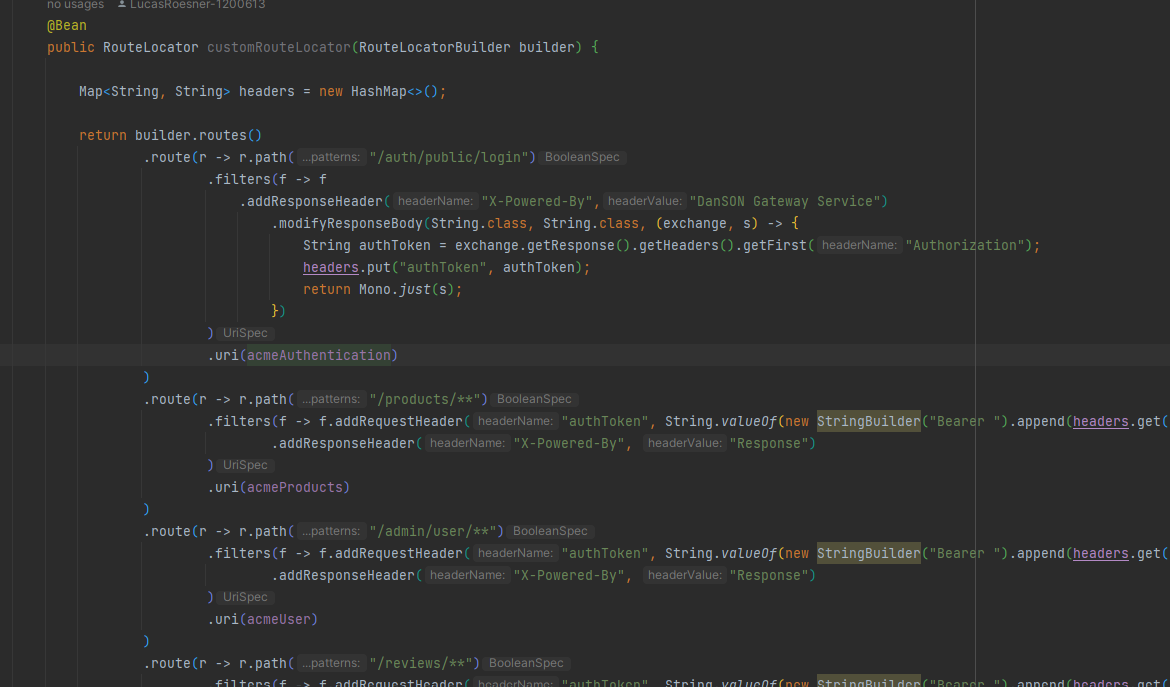 no usages LucasRoesner-1200613
@Bean
public RouteLocator customRouteLocator(RouteLocatorBuilder builder) {
Map<String, String> headers = new HashMap<>();
return builder.routes()
.route(r -> r.path( ...patterns: "/auth/public/login") BooleanSpec
.filters(f -> f
.addResponseHeader( headerName: "X-Powered-By", headerValue: "DanSON Gateway Service")
.modifyResponseBody(String.class, String.class, (exchange, s) -> {
String authToken = exchange.getResponse().getHeaders().getFirst( headerName: "Authorization");
headers.put("authToken", authToken);
return Mono.just(s);
})
) UriSpec
.uri(acmeAuthentication)
)
.route(r -> r.path( ...patterns: "/products/**") BooleanSpec
.filters(f -> f.addRequestHeader( headerName: "authToken", String.valueOf(new StringBuilder("Bearer ").append(headers.get(
.addResponseHeader( headerName: "X-Powered-By", headerValue: "Response")
) UriSpec
.uri(acmeProducts)
)
.route(r -> r.path( ...patterns: "/admin/user/**") BooleanSpec
.filters(f -> f.addRequestHeader( headerName: "authToken", String.valueOf(new StringBuilder("Bearer ").append(headers.get(
.addResponseHeader( headerName: "X-Powered-By", headerValue: "Response")
) UriSpec
.uri(acmeUser)
)
.route(r -> r.path( ...patterns: "/reviews/**") BooleanSpec
.filters(f -> f.addRequestHeader( headerName: "authToken", String.valueOf(new StringBuilder("Bearer ").append(headers.get(